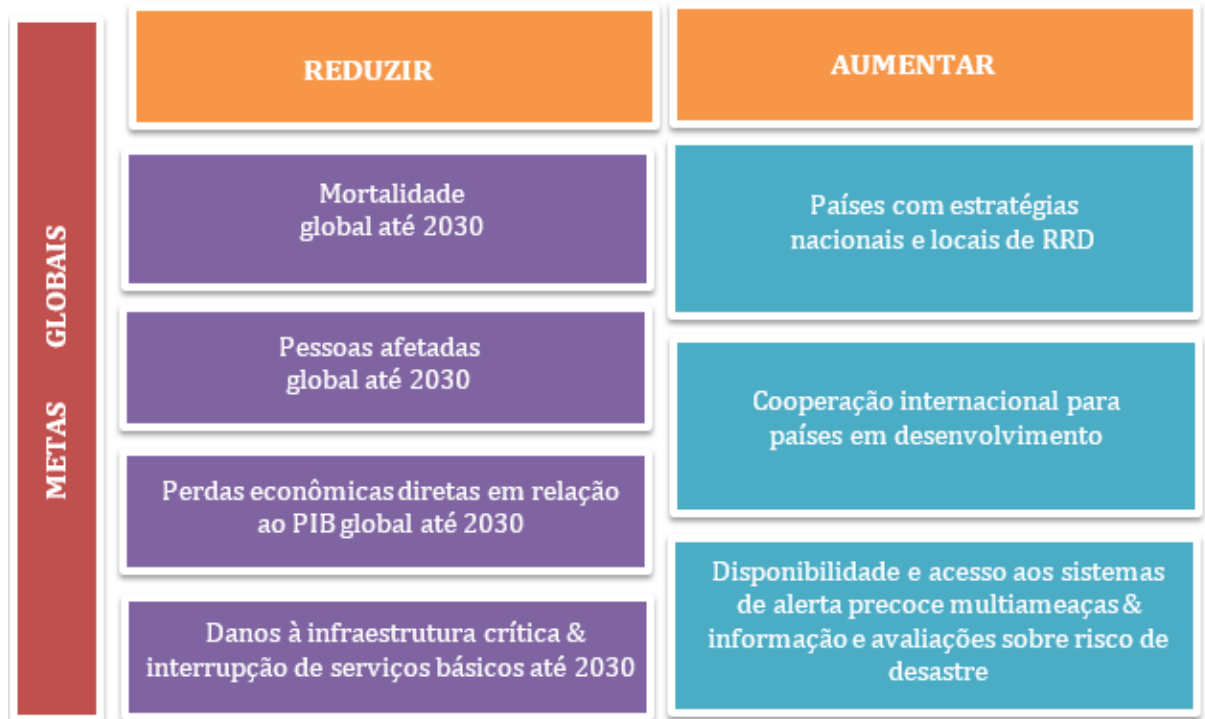 METAS GLOBAIS
REDUZIR
Mortalidade
global até 2030
Pessoas afetadas
global até 2030
Perdas econômicas diretas em relação
ao PIB global até 2030
Danos à infraestrutura crítica &
interrupção de serviços básicos até 2030
AUMENTAR
Países com estratégias
nacionais e locais de RRD
Cooperação internacional para
países em desenvolvimento
Disponibilidade e acesso aos sistemas
de alerta precoce multiameaças &
informação e avaliações sobre risco de
desastre